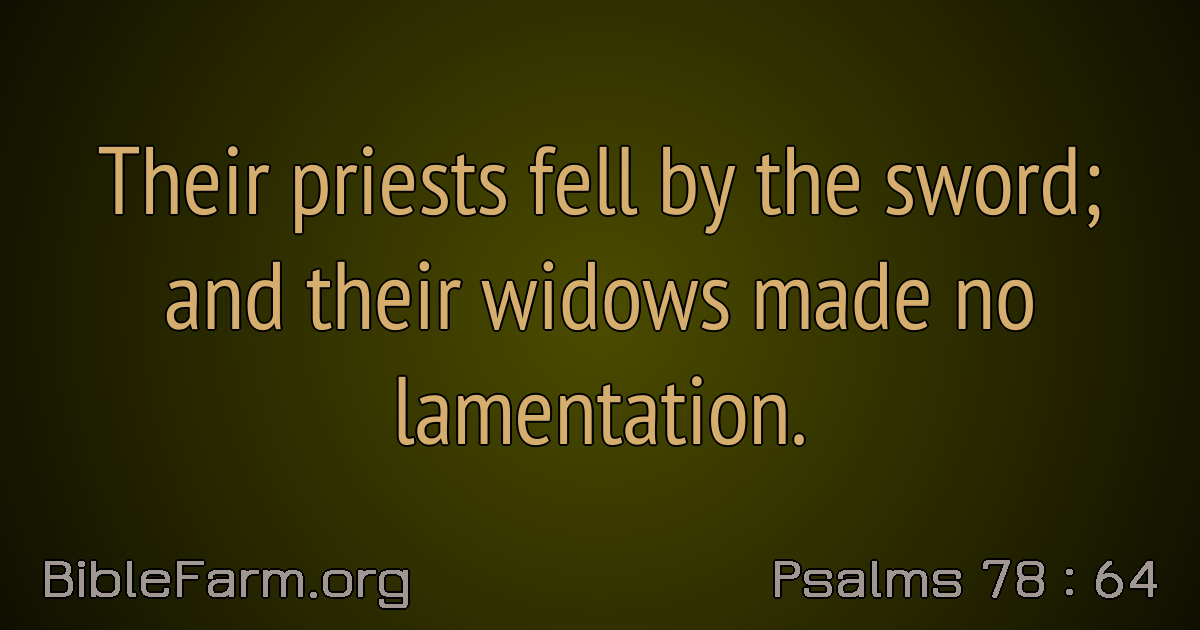 Their priests fell by the sword;
and their widows made no
lamentation.
BibleFarm.org
Psalms 78 : 64